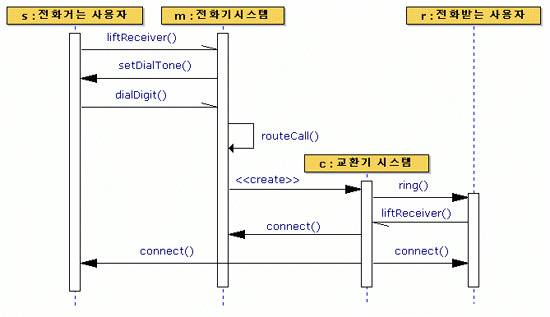 s : 전화거는 사용자
m : 전화기시스템
r : 전화받는 사용자
liftReceiver()
setDialTone()
dialDigit()
routeCall()
c : 교환기 시스템
<<create>>
ring()
liftReceiver()
connect()
connect()
connect()